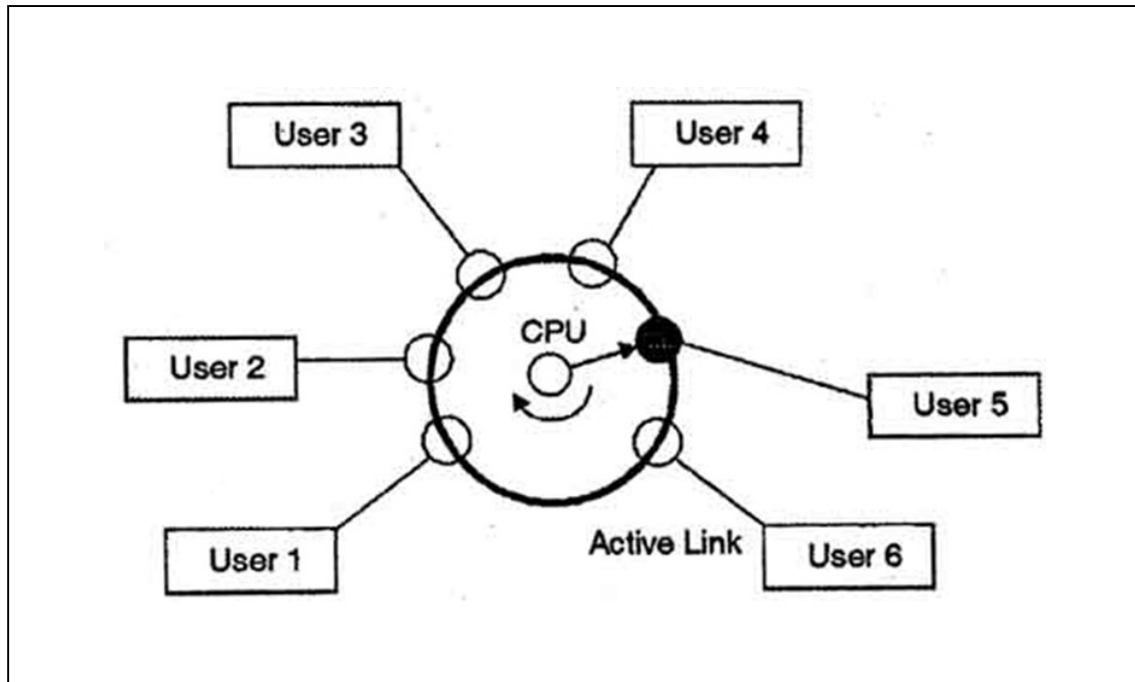 User 3
User 4
CPU
User 2
User 5
Active Link
User 1
User 6